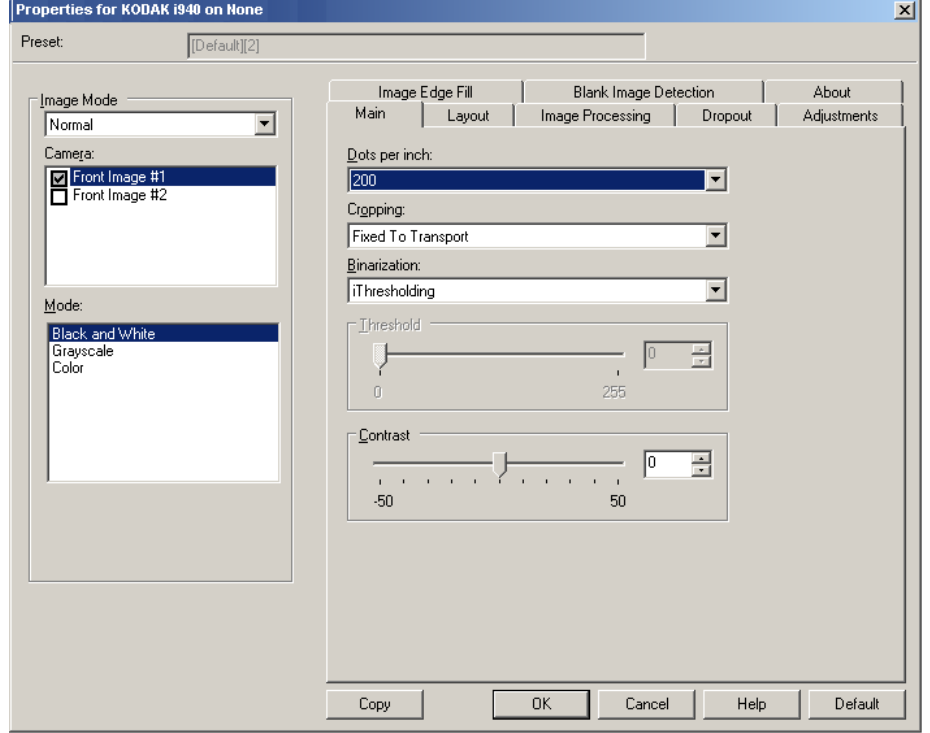 Properties for KODAK i940 on None
Preset:
[Default][2]
Image Mode
Normal
Camera:
Front Image #1
Front Image #2
Mode:
Black and White
Grayscale
Color
Image Edge Fill
Blank Image Detection
About
Main
Layout
Image Processing
Dropout
Adjustments
Dots per inch:
200
Cropping:
Fixed To Transport
Binarization:
iThresholding
Threshold
0
0
255
Contrast
0
-50
50
Copy
OK
Cancel
Help
Default